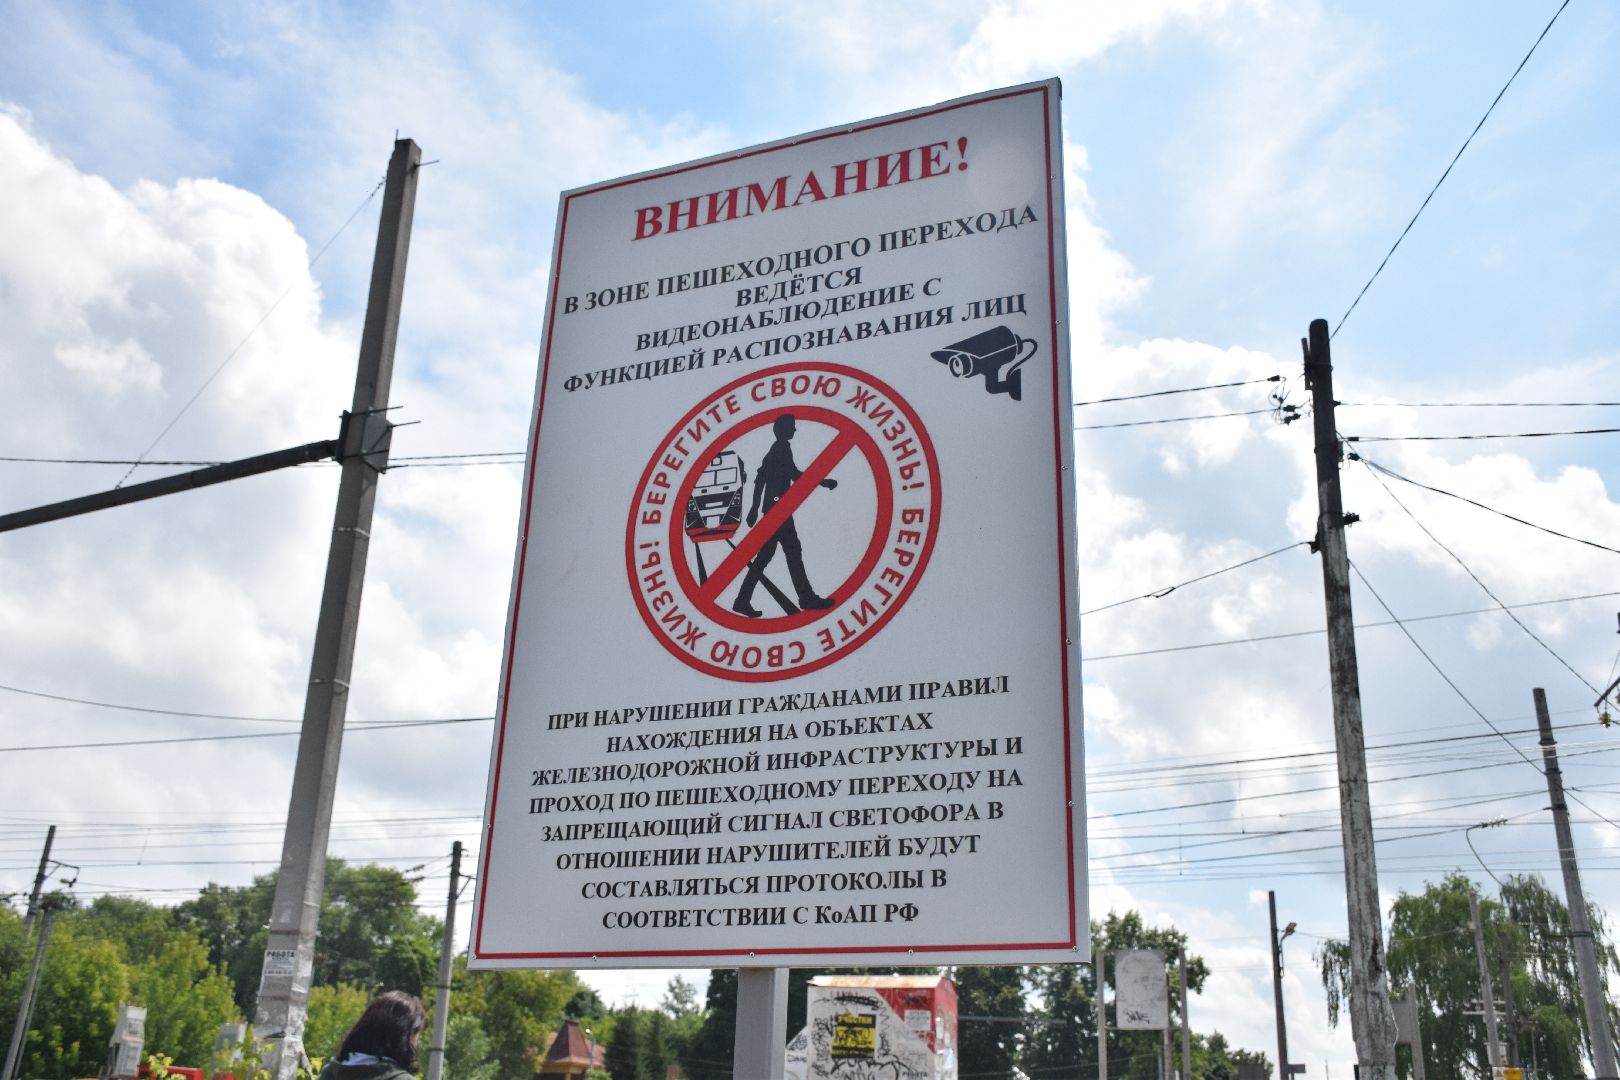 ВНИМАНИЕ!
В ЗОНЕ ПЕШЕХОДНОГО ПЕРЕХОДА
ВЕДЁТСЯ
ВИДЕОНАБЛЮДЕНИЕ С
ФУНКЦИЕЙ РАСПОЗНАВАНИЯ ЛИЦ
БЕРЕГИТЕ СВОЮ ЖИЗНЬ! БЕРЕГИТЕ СВОЮ ЖИЗНЬ!
ПРИ НАРУШЕНИИ ГРАЖДАНАМИ ПРАВИЛ
НАХОЖДЕНИЯ НА ОБЪЕКТАХ
ЖЕЛЕЗНОДОРОЖНОЙ ИНФРАСТРУКТУРЫ И
ПРОХОД ПО ПЕШЕХОДНОМУ ПЕРЕХОДУ НА
ЗАПРЕЩАЮЩИЙ СИГНАЛ СВЕТОФОРА В
ОТНОШЕНИИ НАРУШИТЕЛЕЙ БУДУТ
СОСТАВЛЯТЬСЯ ПРОТОКОЛЫ В
СООТВЕТСТВИИ С КоАП РФ
РАБОТА